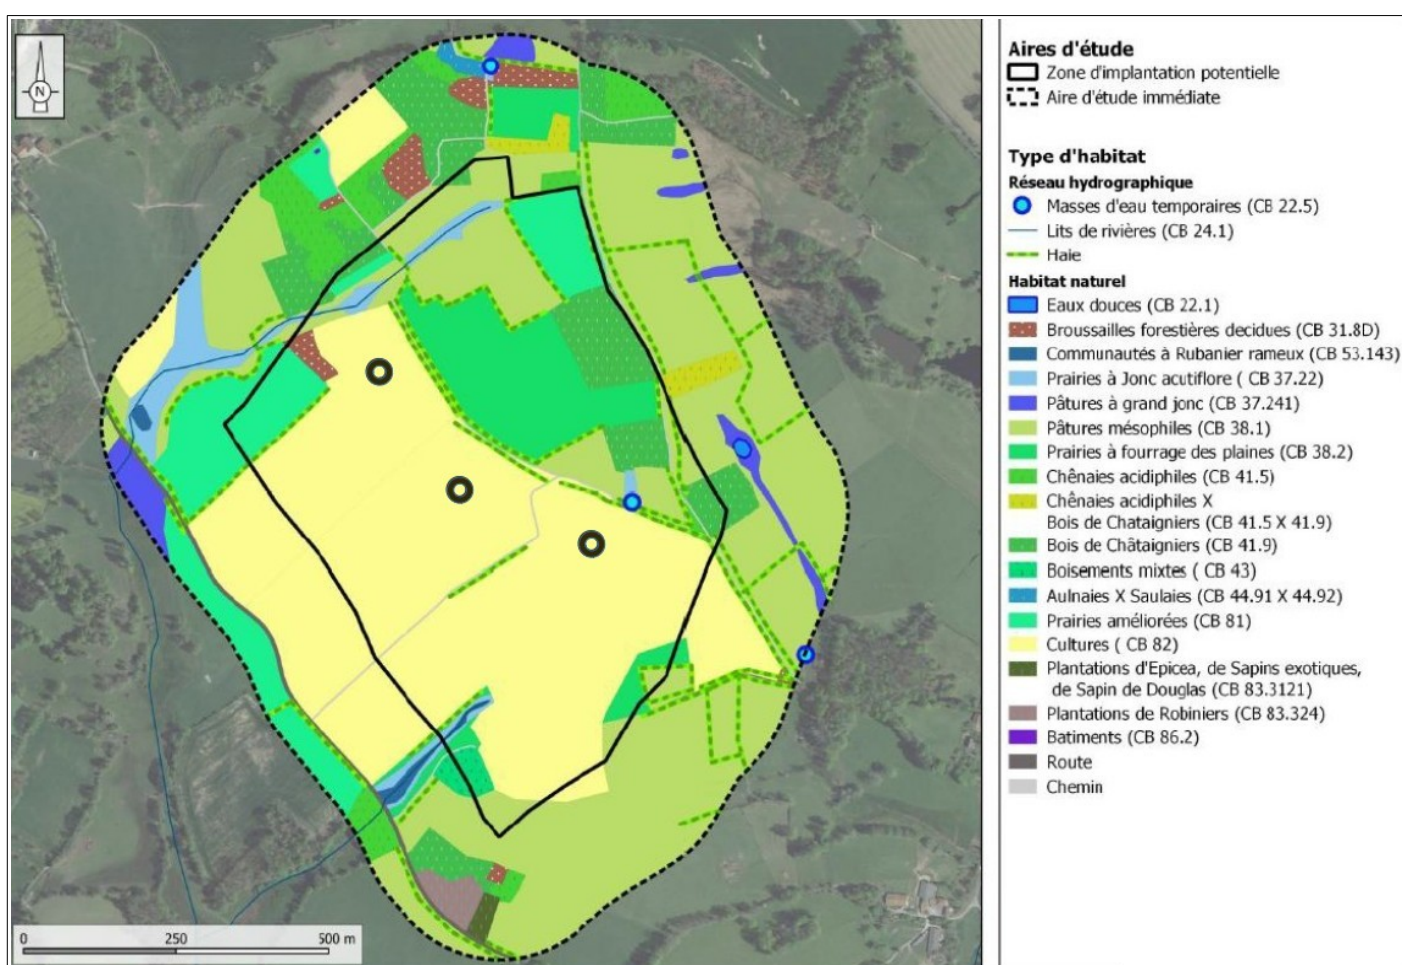 N
Aires d'étude
Zone d'implantation potentielle
Aire d'étude immédiate
Type d'habitat
Réseau hydrographique
Masses d'eau temporaires (CB 22.5)
Lits de rivières (CB 24.1)
Haie
Habitat naturel
Eaux douces (CB 22.1)
Broussailles forestières decidues (CB 31.8D)
Communautés à Rubanier rameux (CB 53.143)
Prairies à Jonc acutiflore ( CB 37.22)
Pâtures à grand jonc (CB 37.241)
Pâtures mésophiles (CB 38.1)
Prairies à fourrage des plaines (CB 38.2)
Chênaies acidiphiles (CB 41.5)
Chênaies acidiphiles X
Bois de Chataigniers (CB 41.5 X 41.9)
Bois de Châtaigniers (CB 41.9)
Boisements mixtes ( CB 43)
Aulnaies X Saulaies (CB 44.91 X 44.92)
Prairies améliorées (CB 81)
Cultures ( CB 82)
Plantations d'Epicea, de Sapins exotiques,
de Sapin de Douglas (CB 83.3121)
Plantations de Robiniers (CB 83.324)
Batiments (CB 86.2)
Route
Chemin
0 250 500 m